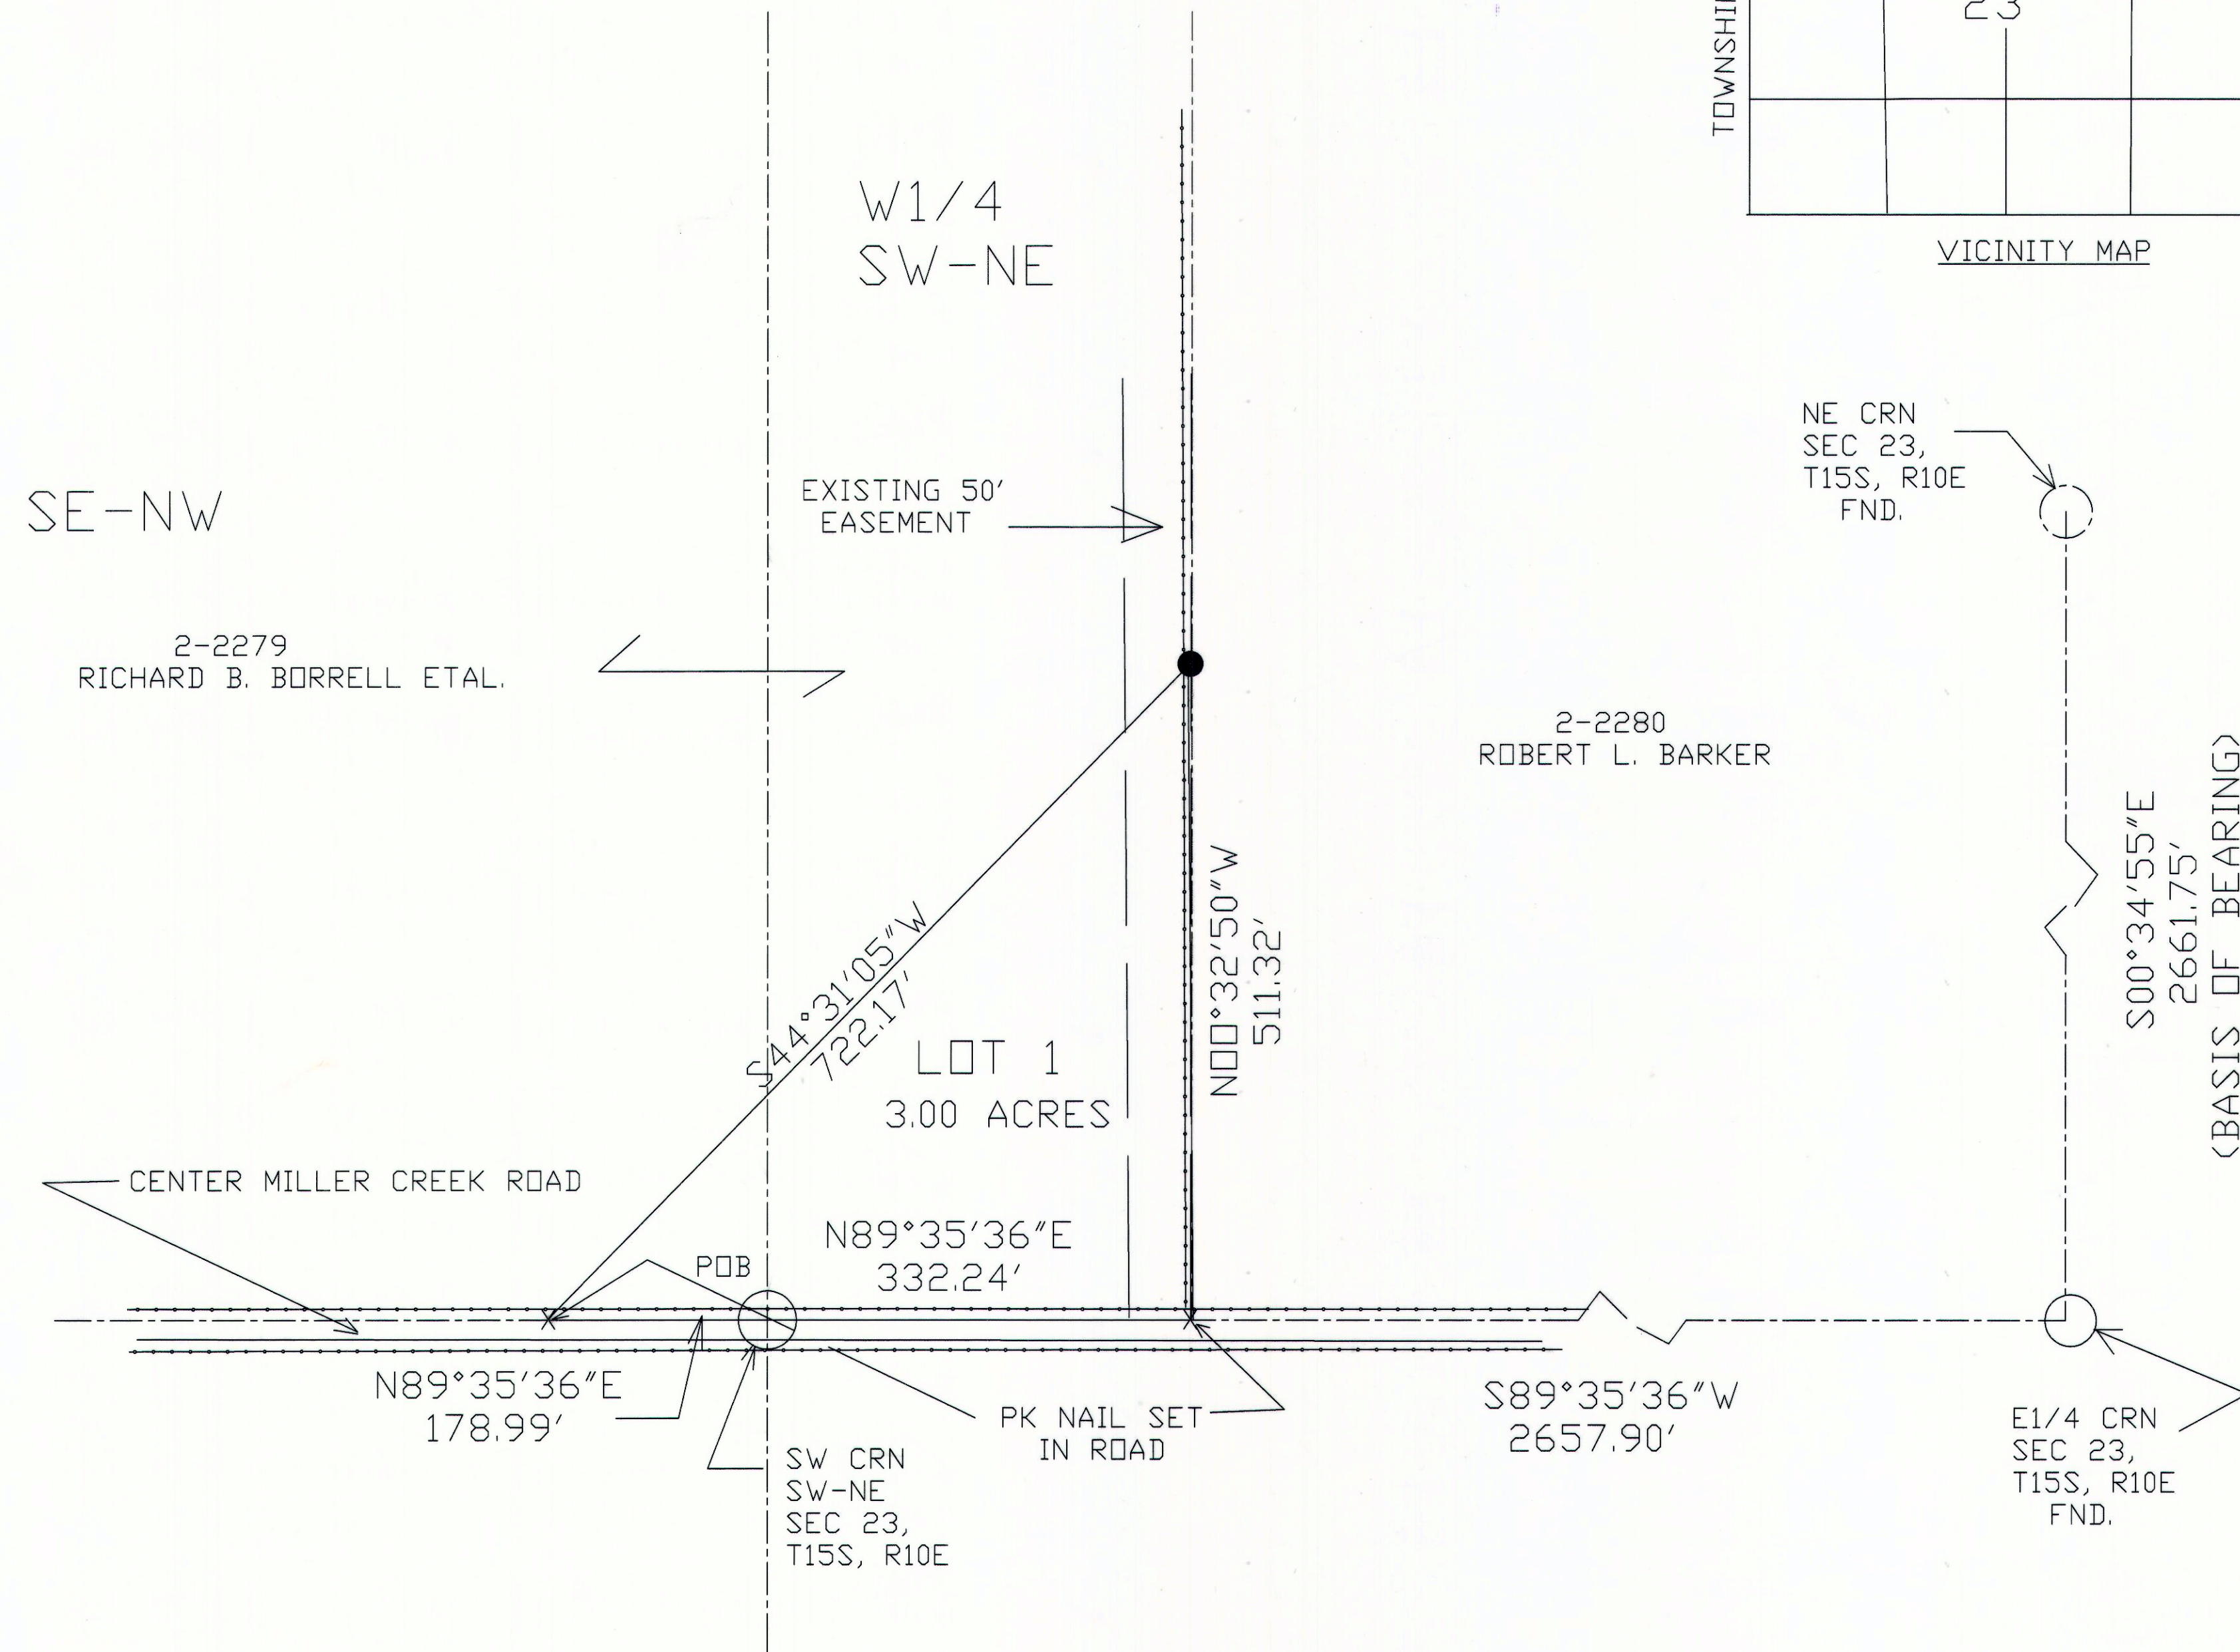 23
TOWNSHI
VICINITY MAP
W1/4
SW-NE
NE CRN
SEC 23,
T15S, R10E
FND.
EXISTING 50'
EASEMENT
SE-NW
2-2279
RICHARD B. BORRELL ETAL.
2-2280
ROBERT L. BARKER
S00°34'55"E
2661.75'
(BASIS OF BEARING)
N00°32'50"W
511.32'
S44°31'05"W
722.17'
LOT 1
3.00 ACRES
CENTER MILLER CREEK ROAD
N89°35'36"E
332.24'
POB
N89°35'36"E
178.99'
PK NAIL SET
IN ROAD
S89°35'36"W
2657.90'
SW CRN
SW-NE
SEC 23,
T15S, R10E
E1/4 CRN
SEC 23,
T15S, R10E
FND.